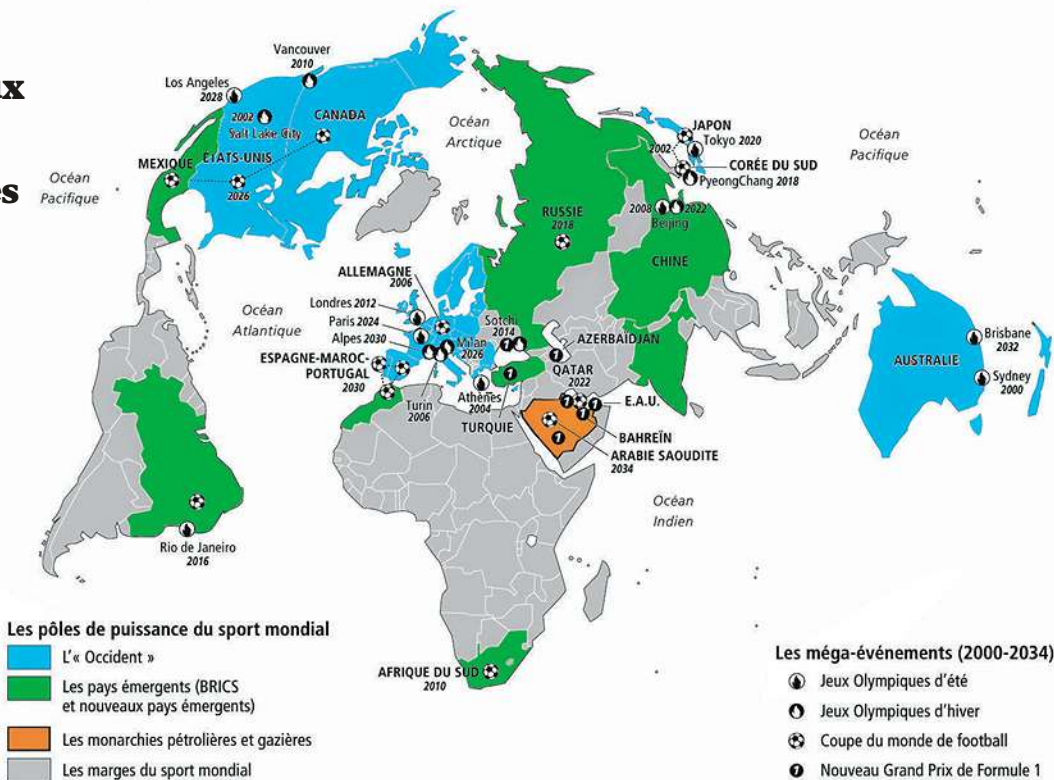 ux
es
Vancouver
2010
Los Angeles
2028
2002
Salt Lake City
CANADA
ÉTATS-UNIS
MEXIQUE
2026
Océan
Pacifique
Océan
Arctique
JAPON
Tokyo 2020
2002
CORÉE DU SUD
PyeongChang 2018
2008
2022
Beijing
Océan
Pacifique
RUSSIE
2018
CHINE
ALLEMAGNE
2006
Londres 2012
Paris 2024
Alpes 2030
Océan
Atlantique
ESPAGNE-MAROC-
PORTUGAL
2030
Milan
2026
Turin
2006
Sotchi
2014
Athènes
2004
TURQUIE
AZERBAÏDJAN
QATAR
2022
E.A.U.
BAHREÏN
ARABIE SAOUDITE
2034
Océan
Indien
AUSTRALIE
Brisbane
2032
Sydney
2000
Rio de Janeiro
2016
AFRIQUE DU SUD
2010
Les pôles de puissance du sport mondial
L'« Occident »
Les pays émergents (BRICS
et nouveaux pays émergents)
Les monarchies pétrolières et gazières
Les marges du sport mondial
Les méga-événements (2000-2034)
Jeux Olympiques d'été
Jeux Olympiques d'hiver
Coupe du monde de football
1 Nouveau Grand Prix de Formule 1